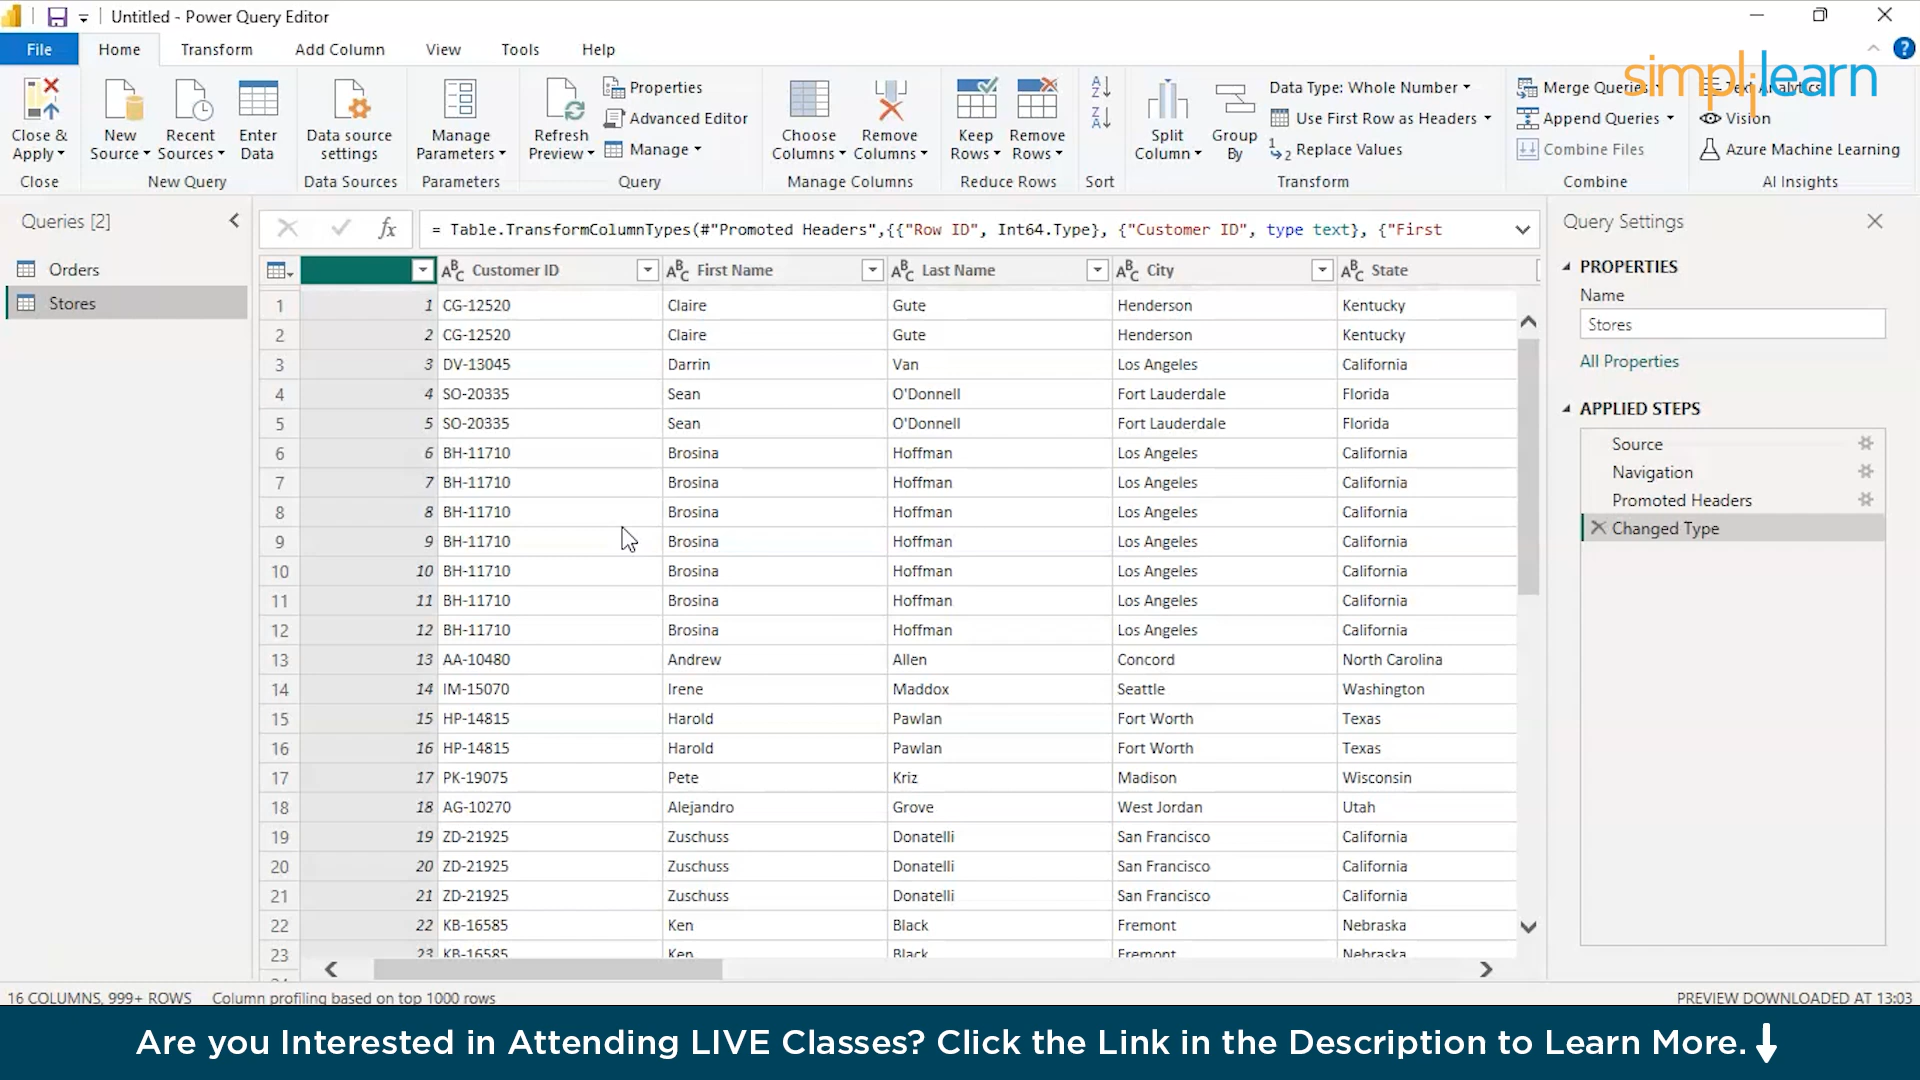 Untitled - Power Query Editor
File Home Transform Add Column View Tools Help
simplilearn
Close & Apply
New Source
Recent Sources
Enter Data
Data source settings
Manage Parameters
Refresh Preview
Properties
Advanced Editor
Manage
Choose Columns
Remove Columns
Keep Rows
Remove Rows
Split Column
Group By
Data Type: Whole Number
Use First Row as Headers
Replace Values
Merge Queries
Append Queries
Combine Files
Text Analytics
Vision
Azure Machine Learning
Close New Query Data Sources Parameters Query Manage Columns Reduce Rows Sort Transform Combine AI Insights
Queries [2]
Orders
Stores
fx = Table.TransformColumnTypes(#"Promoted Headers",{{"Row ID", Int64.Type}, {"Customer ID", type text}, {"First
Customer ID First Name Last Name City State
1 1 CG-12520 Claire Gute Henderson Kentucky
2 2 CG-12520 Claire Gute Henderson Kentucky
3 3 DV-13045 Darrin Van Los Angeles California
4 4 SO-20335 Sean O'Donnell Fort Lauderdale Florida
5 5 SO-20335 Sean O'Donnell Fort Lauderdale Florida
6 6 BH-11710 Brosina Hoffman Los Angeles California
7 7 BH-11710 Brosina Hoffman Los Angeles California
8 8 BH-11710 Brosina Hoffman Los Angeles California
9 9 BH-11710 Brosina Hoffman Los Angeles California
10 10 BH-11710 Brosina Hoffman Los Angeles California
11 11 BH-11710 Brosina Hoffman Los Angeles California
12 12 BH-11710 Brosina Hoffman Los Angeles California
13 13 AA-10480 Andrew Allen Concord North Carolina
14 14 IM-15070 Irene Maddox Seattle Washington
15 15 HP-14815 Harold Pawlan Fort Worth Texas
16 16 HP-14815 Harold Pawlan Fort Worth Texas
17 17 PK-19075 Pete Kriz Madison Wisconsin
18 18 AG-10270 Alejandro Grove West Jordan Utah
19 19 ZD-21925 Zuschuss Donatelli San Francisco California
20 20 ZD-21925 Zuschuss Donatelli San Francisco California
21 21 ZD-21925 Zuschuss Donatelli San Francisco California
22 22 KB-16585 Ken Black Fremont Nebraska
23 23 KB-16585 Ken Black Fremont Nebraska
Query Settings
PROPERTIES
Name
Stores
All Properties
APPLIED STEPS
Source
Navigation
Promoted Headers
Changed Type
16 COLUMNS, 999+ ROWS Column profiling based on top 1000 rows
PREVIEW DOWNLOADED AT 13:03
Are you Interested in Attending LIVE Classes? Click the Link in the Description to Learn More.